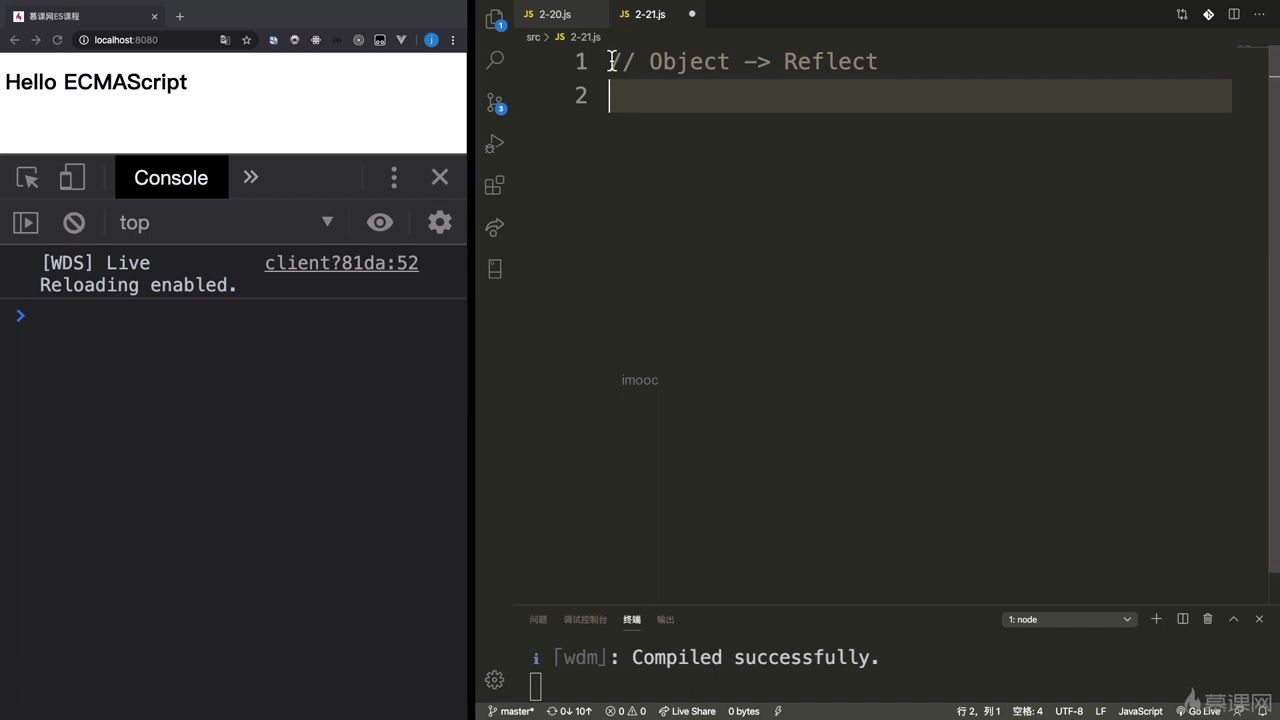 慕课网ES课程
localhost:8080
Hello ECMAScript
Console
top
[WDS] Live
client?81da:52
Reloading enabled.
2-20.js
2-21.js
src
JS 2-21.js
1
// Object -> Reflect
2
imooc
问题
调试控制台
终端
输出
1: node
i ｢wdm｣: Compiled successfully.
master*
0↓ 10↑
0
0
Live Share
0 bytes
行 2, 列 1
空格: 4
UTF-8
LF
JavaScript
Go Live
慕课网